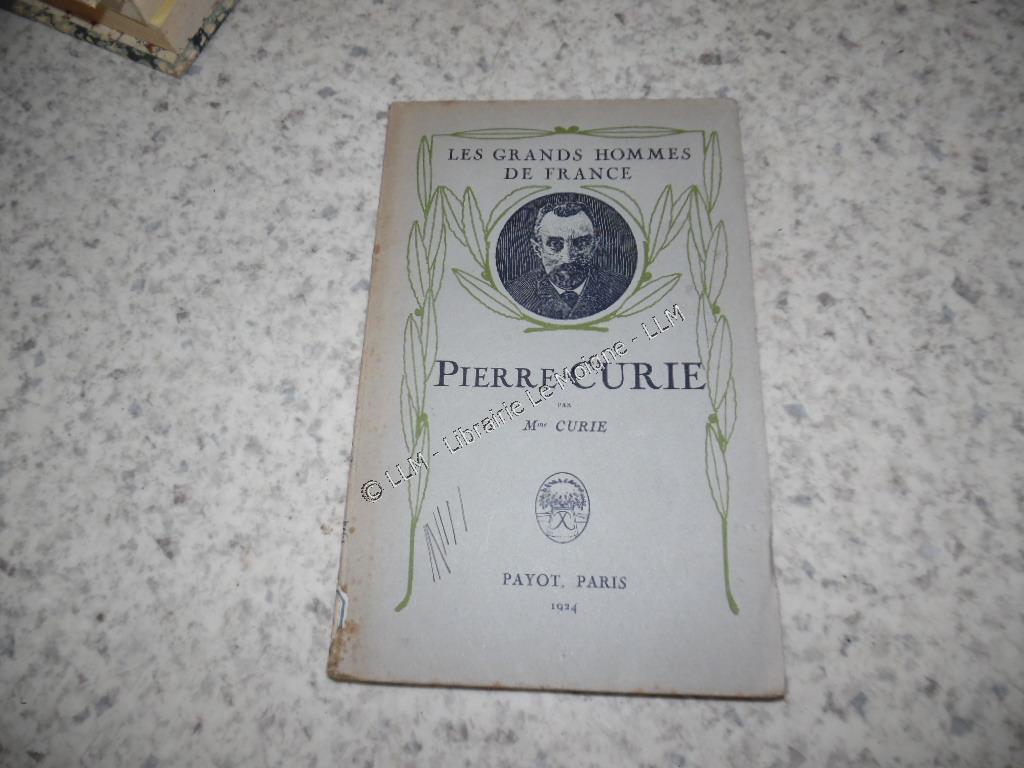 LES GRANDS HOMMES
DE FRANCE
PIERRE CURIE
PAR
Mme CURIE
PAYOT, PARIS
1924
© LLM - Librairie Le Moigne - LLM